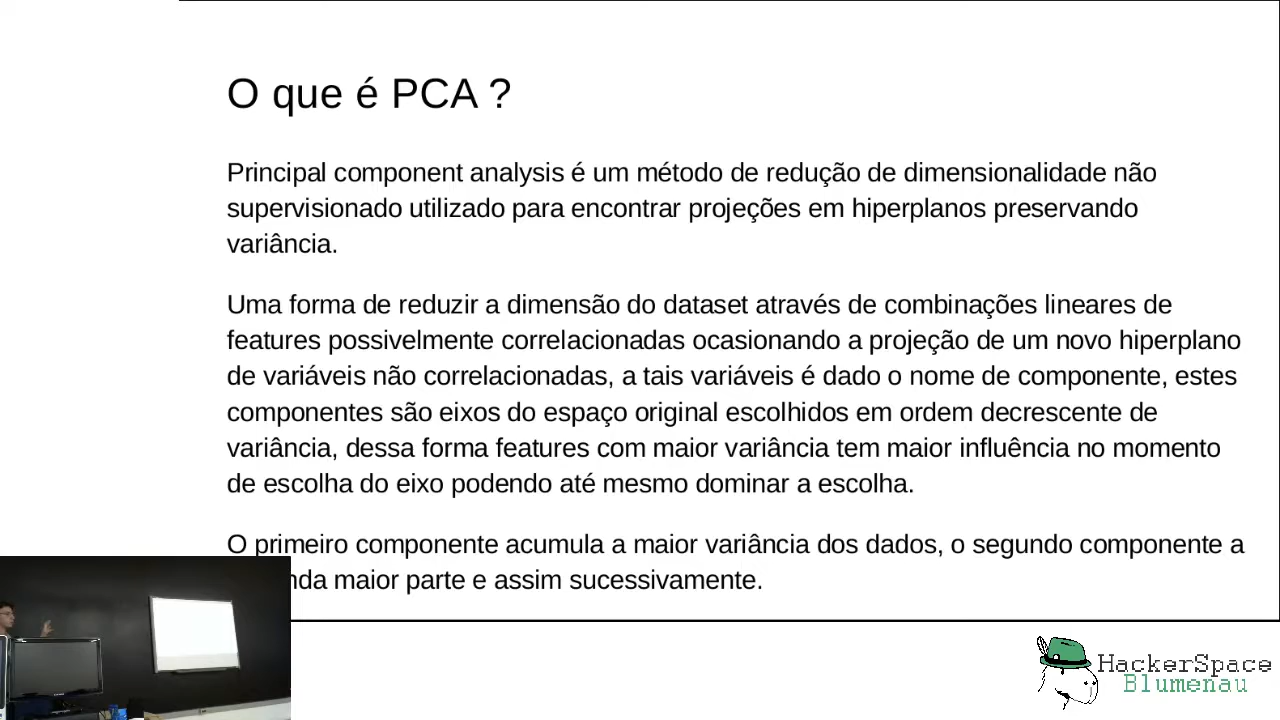 O que é PCA ?
Principal component analysis é um método de redução de dimensionalidade não
supervisionado utilizado para encontrar projeções em hiperplanos preservando
variância.
Uma forma de reduzir a dimensão do dataset através de combinações lineares de
features possivelmente correlacionadas ocasionando a projeção de um novo hiperplano
de variáveis não correlacionadas, a tais variáveis é dado o nome de componente, estes
componentes são eixos do espaço original escolhidos em ordem decrescente de
variância, dessa forma features com maior variância tem maior influência no momento
de escolha do eixo podendo até mesmo dominar a escolha.
O primeiro componente acumula a maior variância dos dados, o segundo componente a
maior parte e assim sucessivamente.
HackerSpace
Blumenau